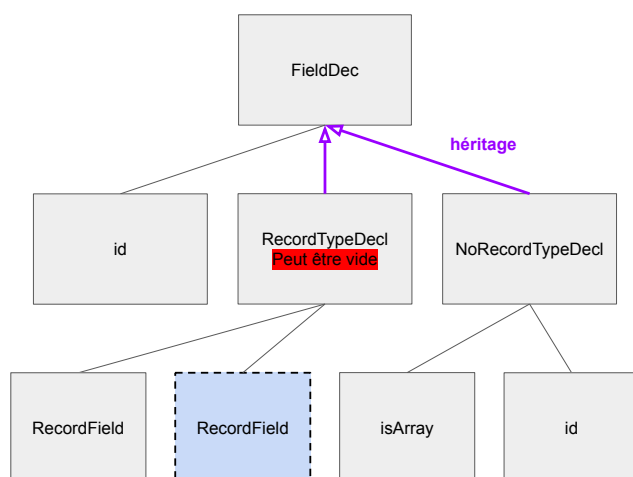 FieldDec
héritage
id
RecordTypeDecl
Peut être vide
NoRecordTypeDecl
RecordField
RecordField
isArray
id